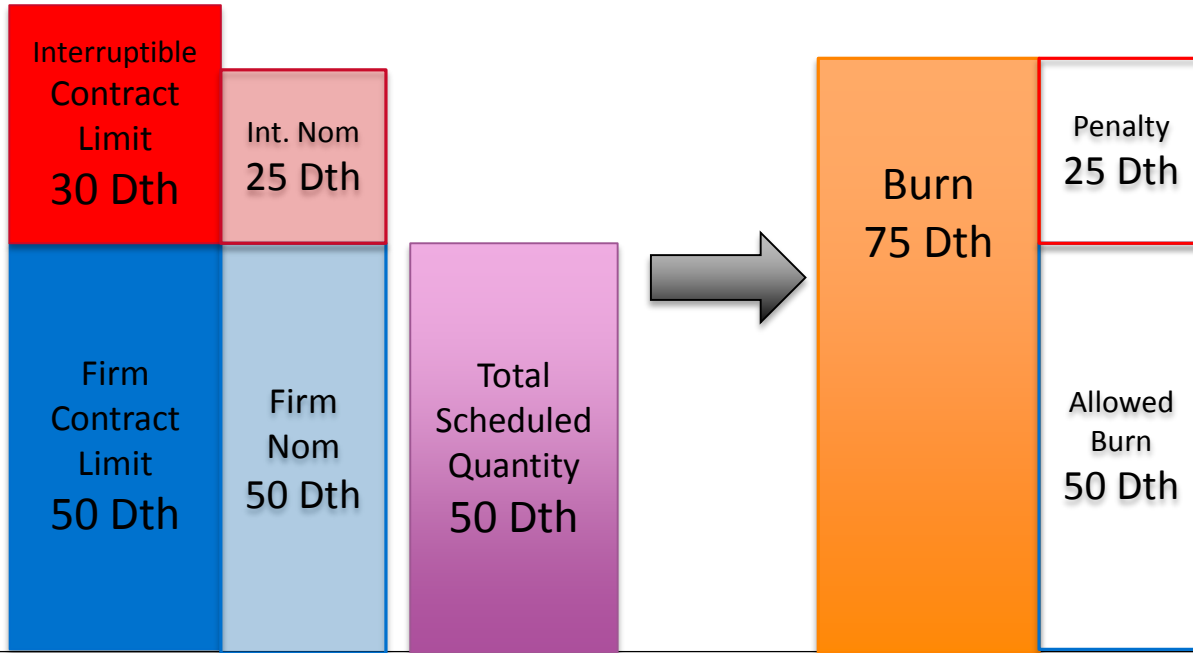 Interruptible
Contract
Limit
30 Dth
Int. Nom
25 Dth
Firm
Contract
Limit
50 Dth
Firm
Nom
50 Dth
Total
Scheduled
Quantity
50 Dth
Burn
75 Dth
Penalty
25 Dth
Allowed
Burn
50 Dth